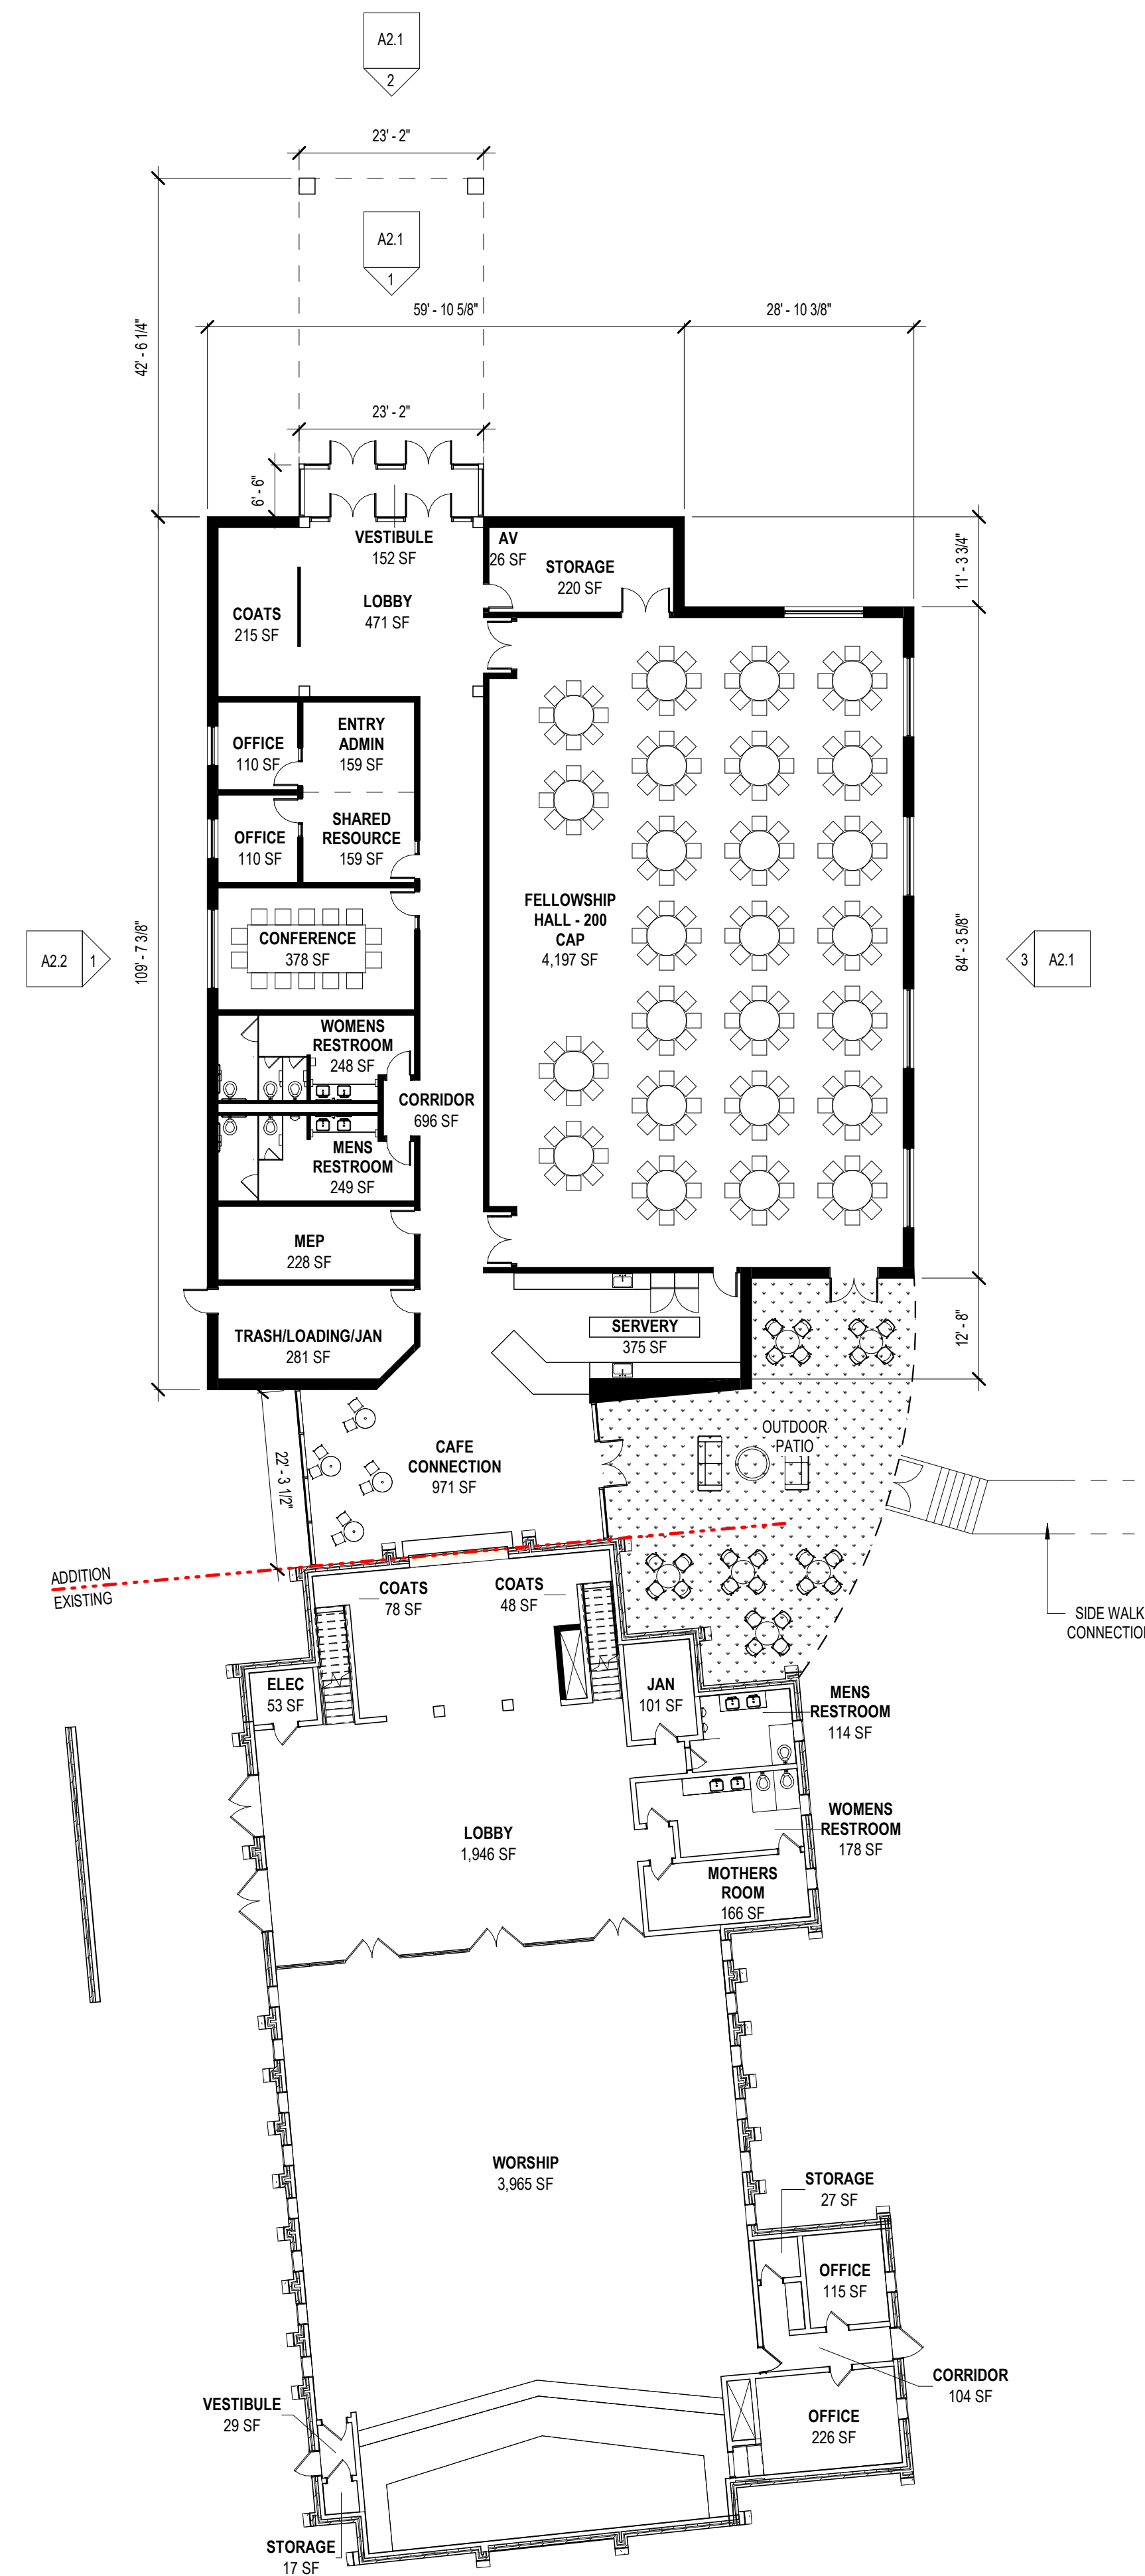 A2.1
2
23' - 2"
A2.1
1
59' - 10 5/8"
28' - 10 3/8"
42' - 6 1/4"
23' - 2"
6' - 6"
VESTIBULE
152 SF
AV
26 SF
STORAGE
220 SF
11' - 3 3/4"
COATS
215 SF
LOBBY
471 SF
OFFICE
110 SF
ENTRY
ADMIN
159 SF
OFFICE
110 SF
SHARED
RESOURCE
159 SF
FELLOWSHIP
HALL - 200
CAP
4,197 SF
A2.2
1
109' - 7 3/8"
CONFERENCE
378 SF
84' - 3 5/8"
3
A2.1
WOMENS
RESTROOM
248 SF
CORRIDOR
696 SF
MENS
RESTROOM
249 SF
MEP
228 SF
TRASH/LOADING/JAN
281 SF
SERVERY
375 SF
12' - 8"
OUTDOOR
PATIO
CAFE
CONNECTION
971 SF
22' - 3 1/2"
ADDITION
EXISTING
COATS
78 SF
COATS
48 SF
SIDE WALK
CONNECTION
ELEC
53 SF
JAN
101 SF
MENS
RESTROOM
114 SF
LOBBY
1,946 SF
WOMENS
RESTROOM
178 SF
MOTHERS
ROOM
166 SF
WORSHIP
3,965 SF
STORAGE
27 SF
OFFICE
115 SF
CORRIDOR
104 SF
VESTIBULE
29 SF
OFFICE
226 SF
STORAGE
17 SF